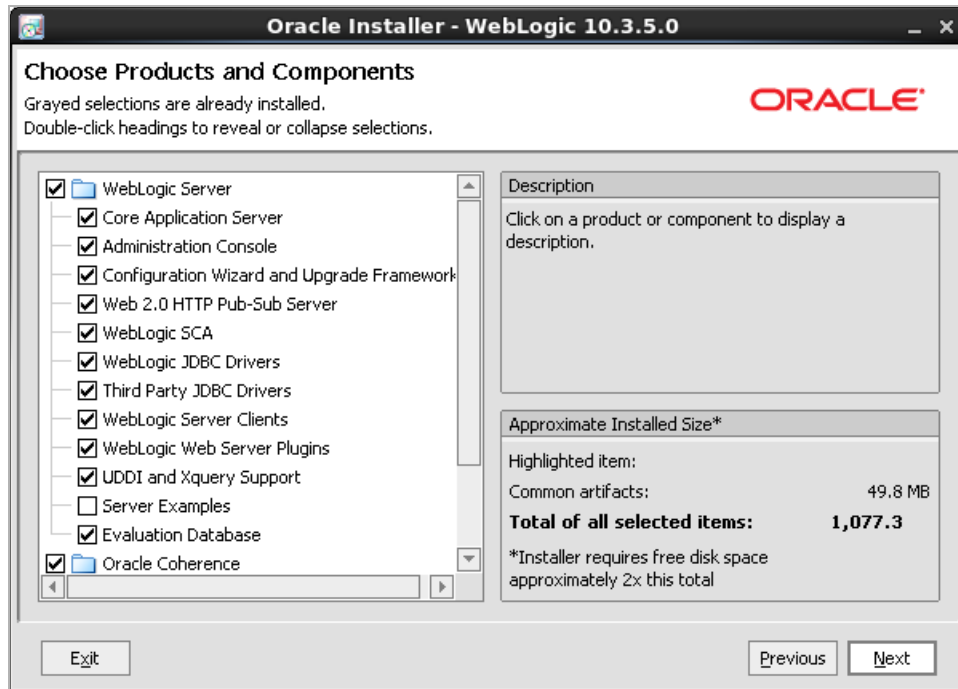 Oracle Installer - WebLogic 10.3.5.0
Choose Products and Components
Grayed selections are already installed.
Double-click headings to reveal or collapse selections.
ORACLE
WebLogic Server
Core Application Server
Administration Console
Configuration Wizard and Upgrade Framework
Web 2.0 HTTP Pub-Sub Server
WebLogic SCA
WebLogic JDBC Drivers
Third Party JDBC Drivers
WebLogic Server Clients
WebLogic Web Server Plugins
UDDI and Xquery Support
Server Examples
Evaluation Database
Oracle Coherence
Description
Click on a product or component to display a
description.
Approximate Installed Size*
Highlighted item:
Common artifacts: 49.8 MB
Total of all selected items: 1,077.3
*Installer requires free disk space
approximately 2x this total
Exit
Previous
Next